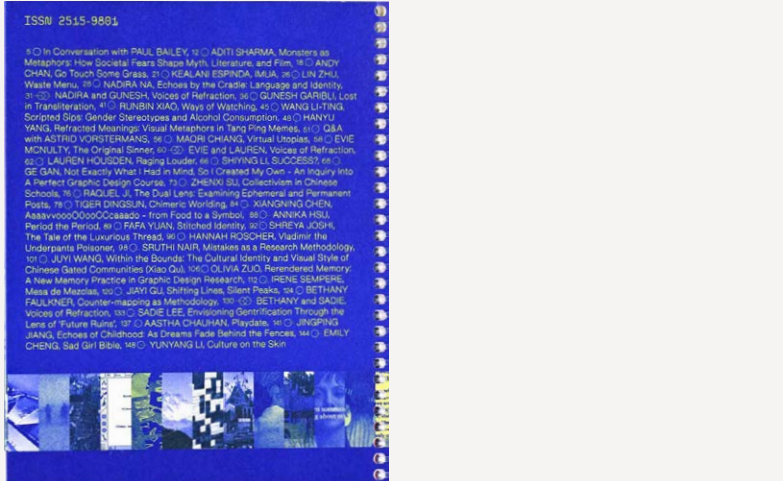 ISSN 2515-9801
5 In Conversation with PAUL BAILEY, 12 ADITI SHARMA, Monsters as
Metaphors: How Societal Fears Shape Myth, Literature, and Film, 18 ANDY
CHAN, Go Touch Some Grass, 21 KEALANI ESPINDA, IMUA, 26 LIN ZHU,
Waste Menu, 28 NADIRA NA, Echoes by the Cradle: Language and Identity,
31 NADIRA and GUNESH, Voices of Refraction, 36 GUNESH GARIBLI, Lost
in Transliteration, 41 RUNBIN XIAO, Ways of Watching, 45 WANG LI-TING,
Scripted Sips: Gender Stereotypes and Alcohol Consumption, 48 HANYU
YANG, Refracted Meanings: Visual Metaphors in Tang Ping Memes, 51 Q&A
with ASTRID VORSTERMANS, 56 MAORI CHIANG, Virtual Utopias, 58 EVIE
MCNULTY, The Original Sinner, 60 EVIE and LAUREN, Voices of Refraction,
62 LAUREN HOUSDEN, Raging Louder, 66 SHIYING LI, SUCCESS?, 68
GE GAN, Not Exactly What I Had in Mind, So I Created My Own - An Inquiry Into
A Perfect Graphic Design Course, 73 ZHENXI SU, Collectivism in Chinese
Schools, 76 RAQUEL JI, The Dual Lens: Examining Ephemeral and Permanent
Posts, 78 TIGER DINGSUN, Chimeric Worlding, 84 XIANGNING CHEN,
AaaavvoooOOooCCcaaado - from Food to a Symbol, 88 ANNIKA HSU,
Period the Period, 89 FAFA YUAN, Stitched Identity, 92 SHREYA JOSHI,
The Tale of the Luxurious Thread, 96 HANNAH ROSCHER, Vladimir the
Underpants Poisoner, 98 SRUTHI NAIR, Mistakes as a Research Methodology,
101 JUYI WANG, Within the Bounds: The Cultural Identity and Visual Style of
Chinese Gated Communities (Xiao Qu), 106 OLIVIA ZUO, Rerendered Memory:
A New Memory Practice in Graphic Design Research, 112 IRENE SEMPERE,
Mesa de Mezclas, 120 JIAYI GU, Shifting Lines, Silent Peaks, 124 BETHANY
FAULKNER, Counter-mapping as Methodology, 130 BETHANY and SADIE,
Voices of Refraction, 133 SADIE LEE, Envisioning Gentrification Through the
Lens of 'Future Ruins', 137 AASTHA CHAUHAN, Playdate, 141 JINGPING
JIANG, Echoes of Childhood: As Dreams Fade Behind the Fences, 144 EMILY
CHENG, Sad Girl Bible, 148 YUNYANG LI, Culture on the Skin